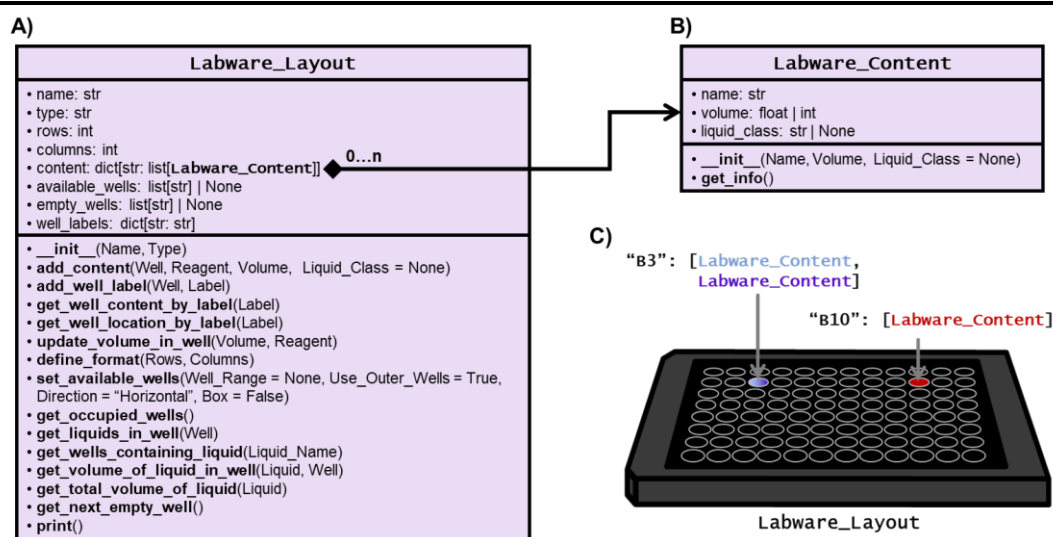 A)
Labware_Layout
• name: str
• type: str
• rows: int
• columns: int
• content: dict[str: list[Labware_Content]]
• available_wells: list[str] | None
• empty_wells: list[str] | None
• well_labels: dict[str: str]
• __init__(Name, Type)
• add_content(Well, Reagent, Volume, Liquid_Class = None)
• add_well_label(Well, Label)
• get_well_content_by_label(Label)
• get_well_location_by_label(Label)
• update_volume_in_well(Volume, Reagent)
• define_format(Rows, Columns)
• set_available_wells(Well_Range = None, Use_Outer_Wells = True,
Direction = “Horizontal”, Box = False)
• get_occupied_wells()
• get_liquids_in_well(Well)
• get_wells_containing_liquid(Liquid_Name)
• get_volume_of_liquid_in_well(Liquid, Well)
• get_total_volume_of_liquid(Liquid)
• get_next_empty_well()
• print()
0...n
B)
Labware_Content
• name: str
• volume: float | int
• liquid_class: str | None
• __init__(Name, Volume, Liquid_Class = None)
• get_info()
C)
“B3”: [Labware_Content,
Labware_Content]
“B10”: [Labware_Content]
Labware_Layout